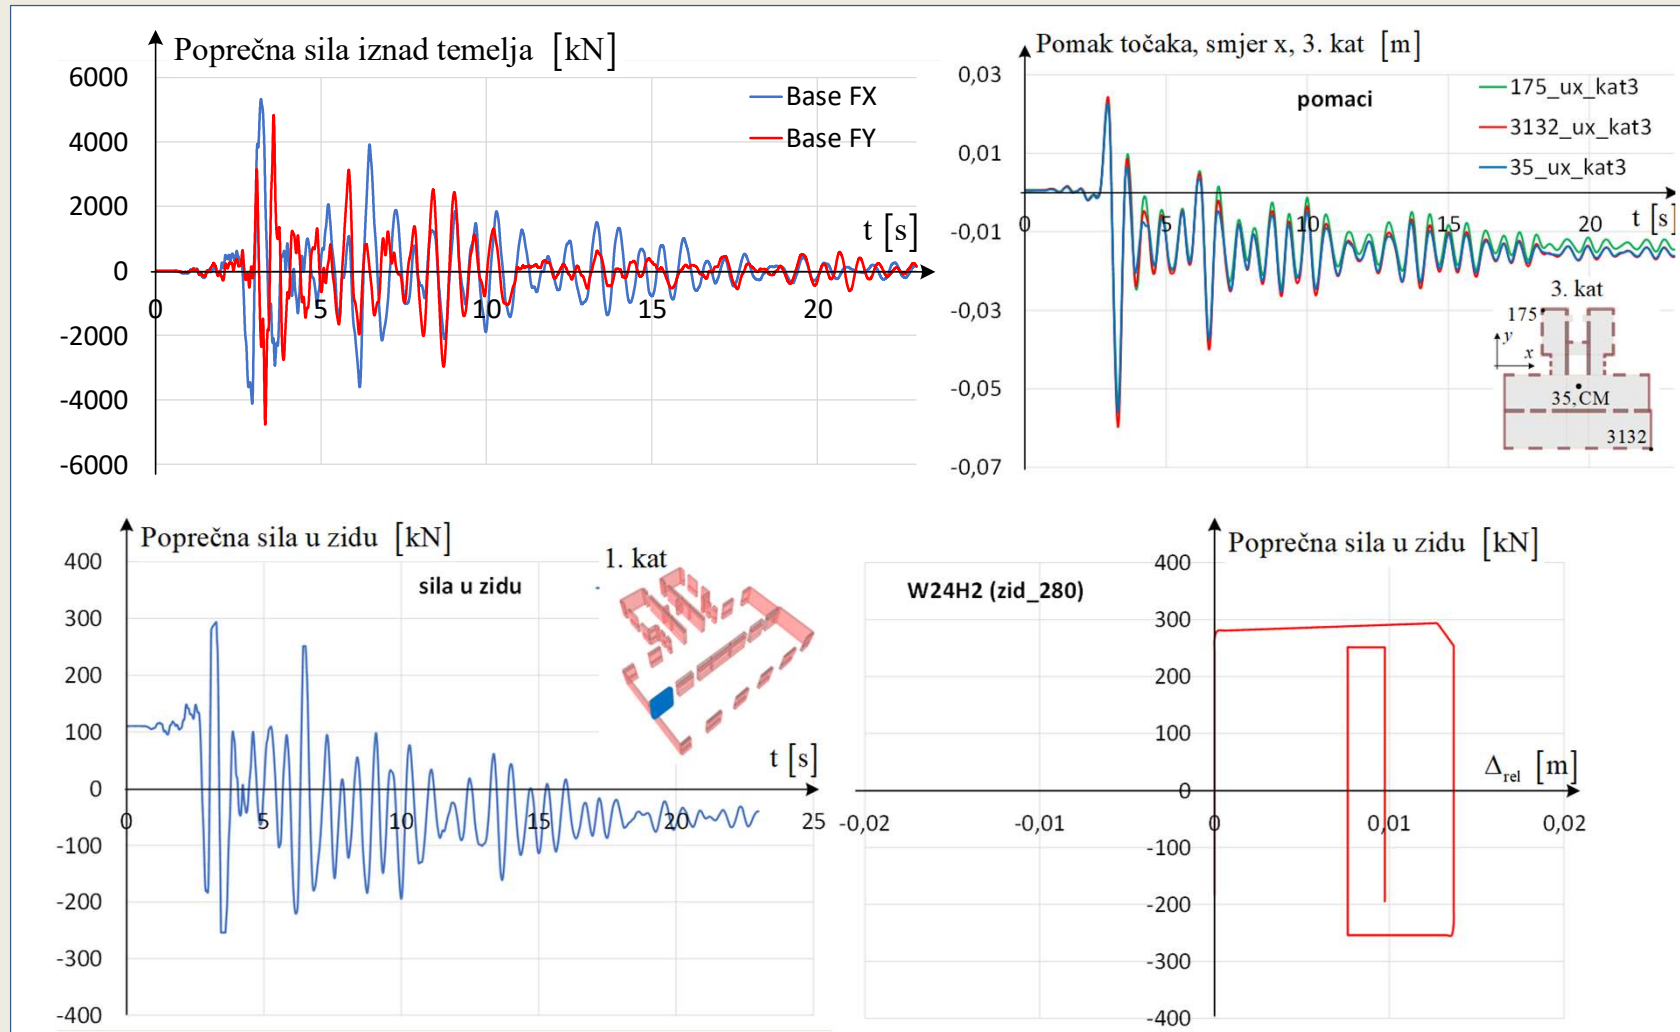 Poprečna sila iznad temelja [kN]
6000
4000
2000
0
-2000
-4000
-6000
0
5
10
15
20
t [s]
Base FX
Base FY
Pomak točaka, smjer x, 3. kat [m]
pomaci
0,03
0,01
-0,01
-0,03
-0,05
-0,07
0
5
10
15
20
t [s]
175_ux_kat3
3132_ux_kat3
35_ux_kat3
3. kat
175
y
x
35,CM
3132
Poprečna sila u zidu [kN]
sila u zidu
1. kat
400
300
200
100
0
-100
-200
-300
-400
0
5
10
15
20
25
t [s]
Poprečna sila u zidu [kN]
W24H2 (zid_280)
400
300
200
100
0
-100
-200
-300
-400
-0,02
-0,01
0
0,01
0,02
Δrel [m]